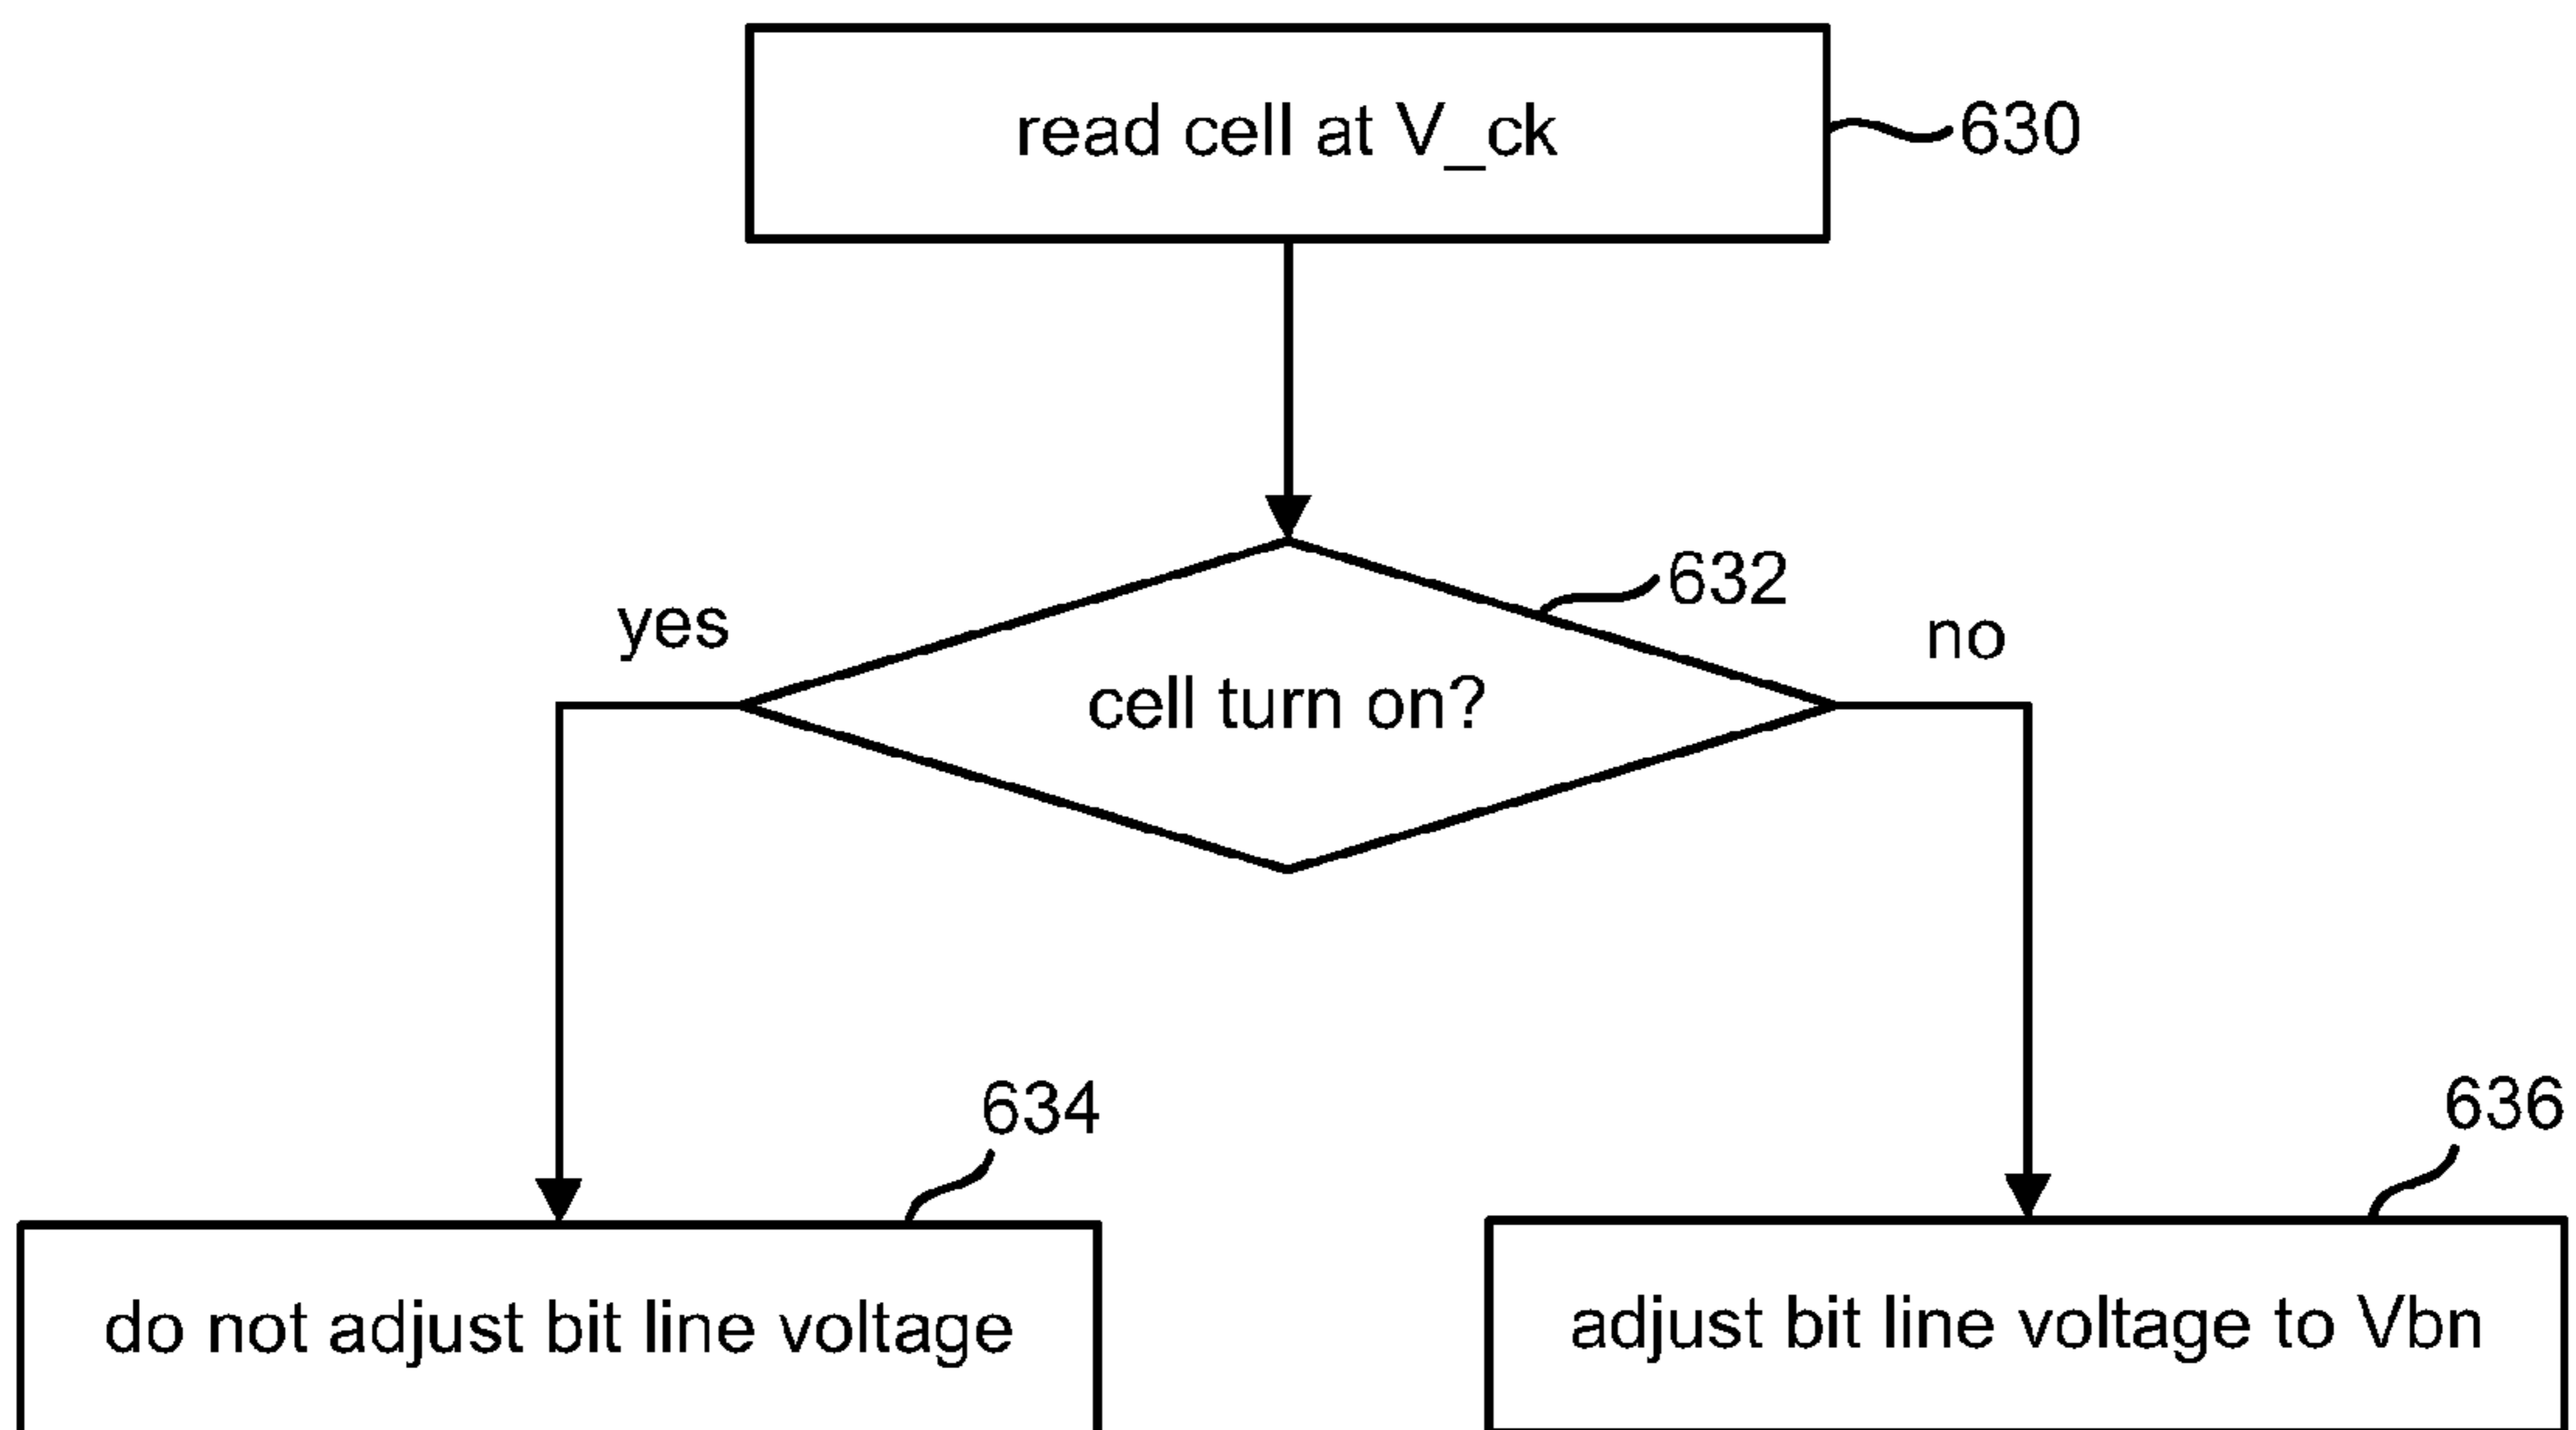 read cell at V_ck
630
632
yes
no
cell turn on?
634
636
do not adjust bit line voltage
adjust bit line voltage to Vbn